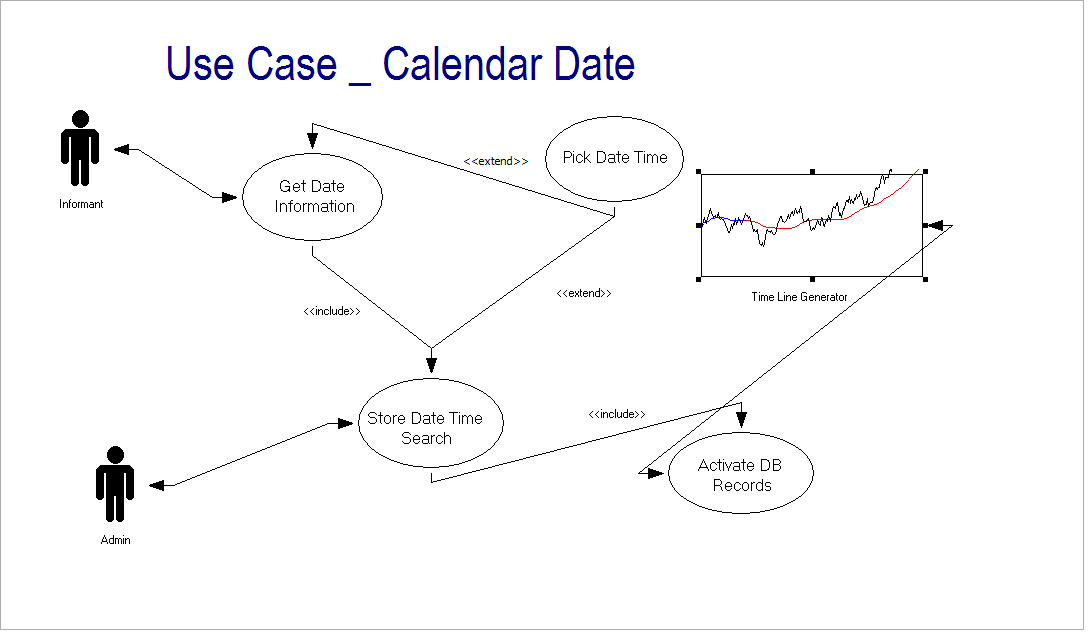 Use Case _ Calendar Date
Informant
Get Date
Information
<<extend>>
Pick Date Time
<<include>>
<<extend>>
Time Line Generator
Store Date Time
Search
<<include>>
Activate DB
Records
Admin